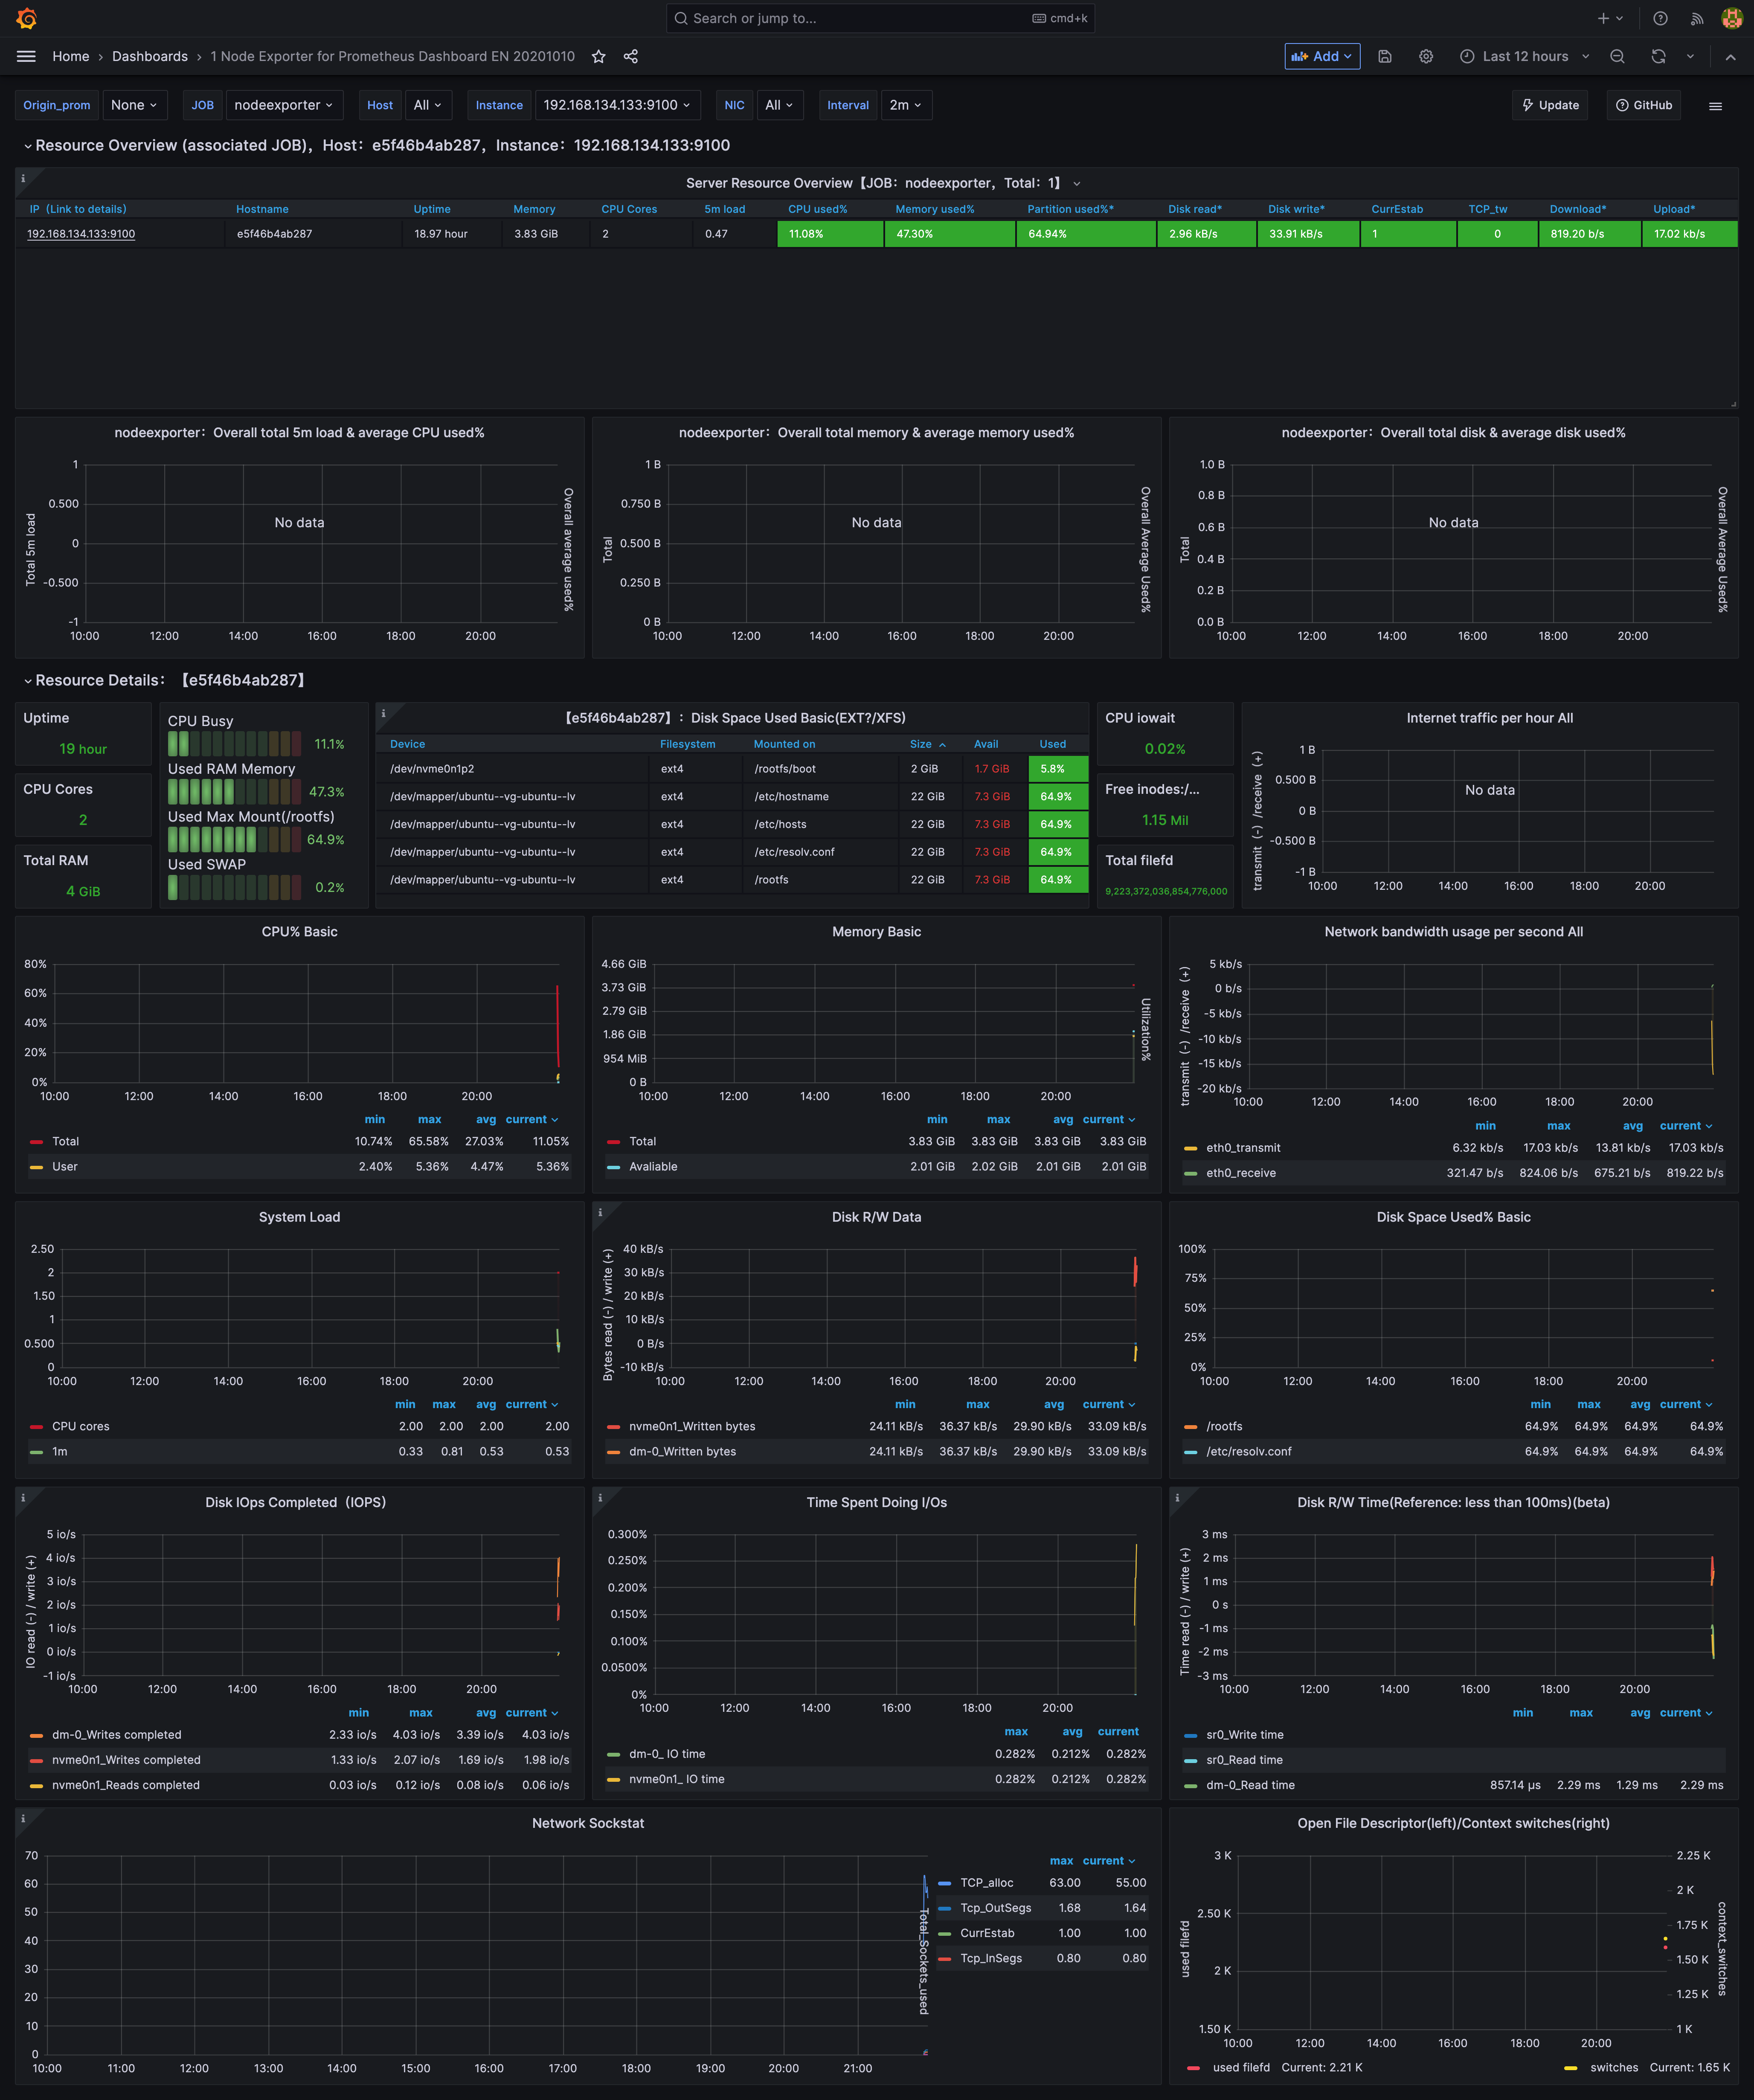 Search or jump to... cmd+k
Home › Dashboards › 1 Node Exporter for Prometheus Dashboard EN 20201010 Add Last 12 hours
Origin_prom None JOB nodeexporter Host All Instance 192.168.134.133:9100 NIC All Interval 2m Update GitHub
Resource Overview (associated JOB)，Host：e5f46b4ab287，Instance：192.168.134.133:9100
Server Resource Overview【JOB：nodeexporter，Total：1】
IP（Link to details） Hostname Uptime Memory CPU Cores 5m load CPU used% Memory used% Partition used%* Disk read* Disk write* CurrEstab TCP_tw Download* Upload*
192.168.134.133:9100 e5f46b4ab287 18.97 hour 3.83 GiB 2 0.47 11.08% 47.30% 64.94% 2.96 kB/s 33.91 kB/s 1 0 819.20 b/s 17.02 kb/s
nodeexporter：Overall total 5m load & average CPU used%
Total 5m load
1
0.500
0
-0.500
-1
No data
Overall average used%
10:00 12:00 14:00 16:00 18:00 20:00
nodeexporter：Overall total memory & average memory used%
Total
1 B
0.750 B
0.500 B
0.250 B
0 B
No data
Overall Average Used%
10:00 12:00 14:00 16:00 18:00 20:00
nodeexporter：Overall total disk & average disk used%
Total
1.0 B
0.8 B
0.6 B
0.4 B
0.2 B
0.0 B
No data
Overall Average Used%
10:00 12:00 14:00 16:00 18:00 20:00
Resource Details：【e5f46b4ab287】
Uptime
19 hour
CPU Cores
2
Total RAM
4 GiB
CPU Busy
11.1%
Used RAM Memory
47.3%
Used Max Mount(/rootfs)
64.9%
Used SWAP
0.2%
【e5f46b4ab287】：Disk Space Used Basic(EXT?/XFS)
Device Filesystem Mounted on Size Avail Used
/dev/nvme0n1p2 ext4 /rootfs/boot 2 GiB 1.7 GiB 5.8%
/dev/mapper/ubuntu--vg-ubuntu--lv ext4 /etc/hostname 22 GiB 7.3 GiB 64.9%
/dev/mapper/ubuntu--vg-ubuntu--lv ext4 /etc/hosts 22 GiB 7.3 GiB 64.9%
/dev/mapper/ubuntu--vg-ubuntu--lv ext4 /etc/resolv.conf 22 GiB 7.3 GiB 64.9%
/dev/mapper/ubuntu--vg-ubuntu--lv ext4 /rootfs 22 GiB 7.3 GiB 64.9%
CPU iowait
0.02%
Free inodes:/...
1.15 Mil
Total filefd
9,223,372,036,854,776,000
Internet traffic per hour All
transmit（-）/receive（+）
1 B
0.500 B
0 B
-0.500 B
-1 B
No data
10:00 12:00 14:00 16:00 18:00 20:00
CPU% Basic
80%
60%
40%
20%
0%
10:00 12:00 14:00 16:00 18:00 20:00
min max avg current
Total 10.74% 65.58% 27.03% 11.05%
User 2.40% 5.36% 4.47% 5.36%
Memory Basic
4.66 GiB
3.73 GiB
2.79 GiB
1.86 GiB
954 MiB
0 B
Utilization%
10:00 12:00 14:00 16:00 18:00 20:00
min max avg current
Total 3.83 GiB 3.83 GiB 3.83 GiB 3.83 GiB
Avaliable 2.01 GiB 2.02 GiB 2.01 GiB 2.01 GiB
Network bandwidth usage per second All
transmit（-）/receive（+）
5 kb/s
0 b/s
-5 kb/s
-10 kb/s
-15 kb/s
-20 kb/s
10:00 12:00 14:00 16:00 18:00 20:00
min max avg current
eth0_transmit 6.32 kb/s 17.03 kb/s 13.81 kb/s 17.03 kb/s
eth0_receive 321.47 b/s 824.06 b/s 675.21 b/s 819.22 b/s
System Load
2.50
2
1.50
1
0.500
0
10:00 12:00 14:00 16:00 18:00 20:00
min max avg current
CPU cores 2.00 2.00 2.00 2.00
1m 0.33 0.81 0.53 0.53
Disk R/W Data
Bytes read (-) / write (+)
40 kB/s
30 kB/s
20 kB/s
10 kB/s
0 B/s
-10 kB/s
10:00 12:00 14:00 16:00 18:00 20:00
min max avg current
nvme0n1_Written bytes 24.11 kB/s 36.37 kB/s 29.90 kB/s 33.09 kB/s
dm-0_Written bytes 24.11 kB/s 36.37 kB/s 29.90 kB/s 33.09 kB/s
Disk Space Used% Basic
100%
75%
50%
25%
0%
10:00 12:00 14:00 16:00 18:00 20:00
min max avg current
/rootfs 64.9% 64.9% 64.9% 64.9%
/etc/resolv.conf 64.9% 64.9% 64.9% 64.9%
Disk IOps Completed（IOPS）
IO read (-) / write (+)
5 io/s
4 io/s
3 io/s
2 io/s
1 io/s
0 io/s
-1 io/s
10:00 12:00 14:00 16:00 18:00 20:00
min max avg current
dm-0_Writes completed 2.33 io/s 4.03 io/s 3.39 io/s 4.03 io/s
nvme0n1_Writes completed 1.33 io/s 2.07 io/s 1.69 io/s 1.98 io/s
nvme0n1_Reads completed 0.03 io/s 0.12 io/s 0.08 io/s 0.06 io/s
Time Spent Doing I/Os
0.300%
0.250%
0.200%
0.150%
0.100%
0.0500%
0%
10:00 12:00 14:00 16:00 18:00 20:00
max avg current
dm-0_ IO time 0.282% 0.212% 0.282%
nvme0n1_ IO time 0.282% 0.212% 0.282%
Disk R/W Time(Reference: less than 100ms)(beta)
Time read (-) / write (+)
3 ms
2 ms
1 ms
0 s
-1 ms
-2 ms
-3 ms
10:00 12:00 14:00 16:00 18:00 20:00
min max avg current
sr0_Write time
sr0_Read time
dm-0_Read time 857.14 µs 2.29 ms 1.29 ms 2.29 ms
Network Sockstat
70
60
50
40
30
20
10
0
Total_Sockets_used
10:00 11:00 12:00 13:00 14:00 15:00 16:00 17:00 18:00 19:00 20:00 21:00
max current
TCP_alloc 63.00 55.00
Tcp_OutSegs 1.68 1.64
CurrEstab 1.00 1.00
Tcp_InSegs 0.80 0.80
Open File Descriptor(left)/Context switches(right)
used filefd
3 K
2.50 K
2 K
1.50 K
2.25 K
2 K
1.75 K
1.50 K
1.25 K
1 K
context_switches
10:00 12:00 14:00 16:00 18:00 20:00
used filefd Current: 2.21 K switches Current: 1.65 K